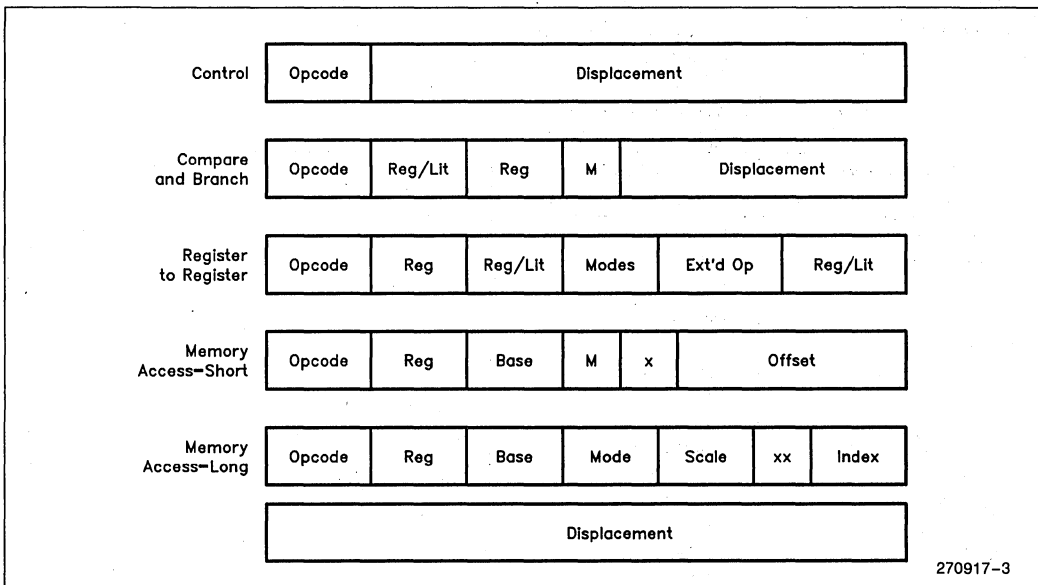 Control Opcode Displacement
Compare and Branch Opcode Reg/Lit Reg M Displacement
Register to Register Opcode Reg Reg/Lit Modes Ext'd Op Reg/Lit
Memory Access-Short Opcode Reg Base M x Offset
Memory Access-Long Opcode Reg Base Mode Scale xx Index
Displacement
270917-3